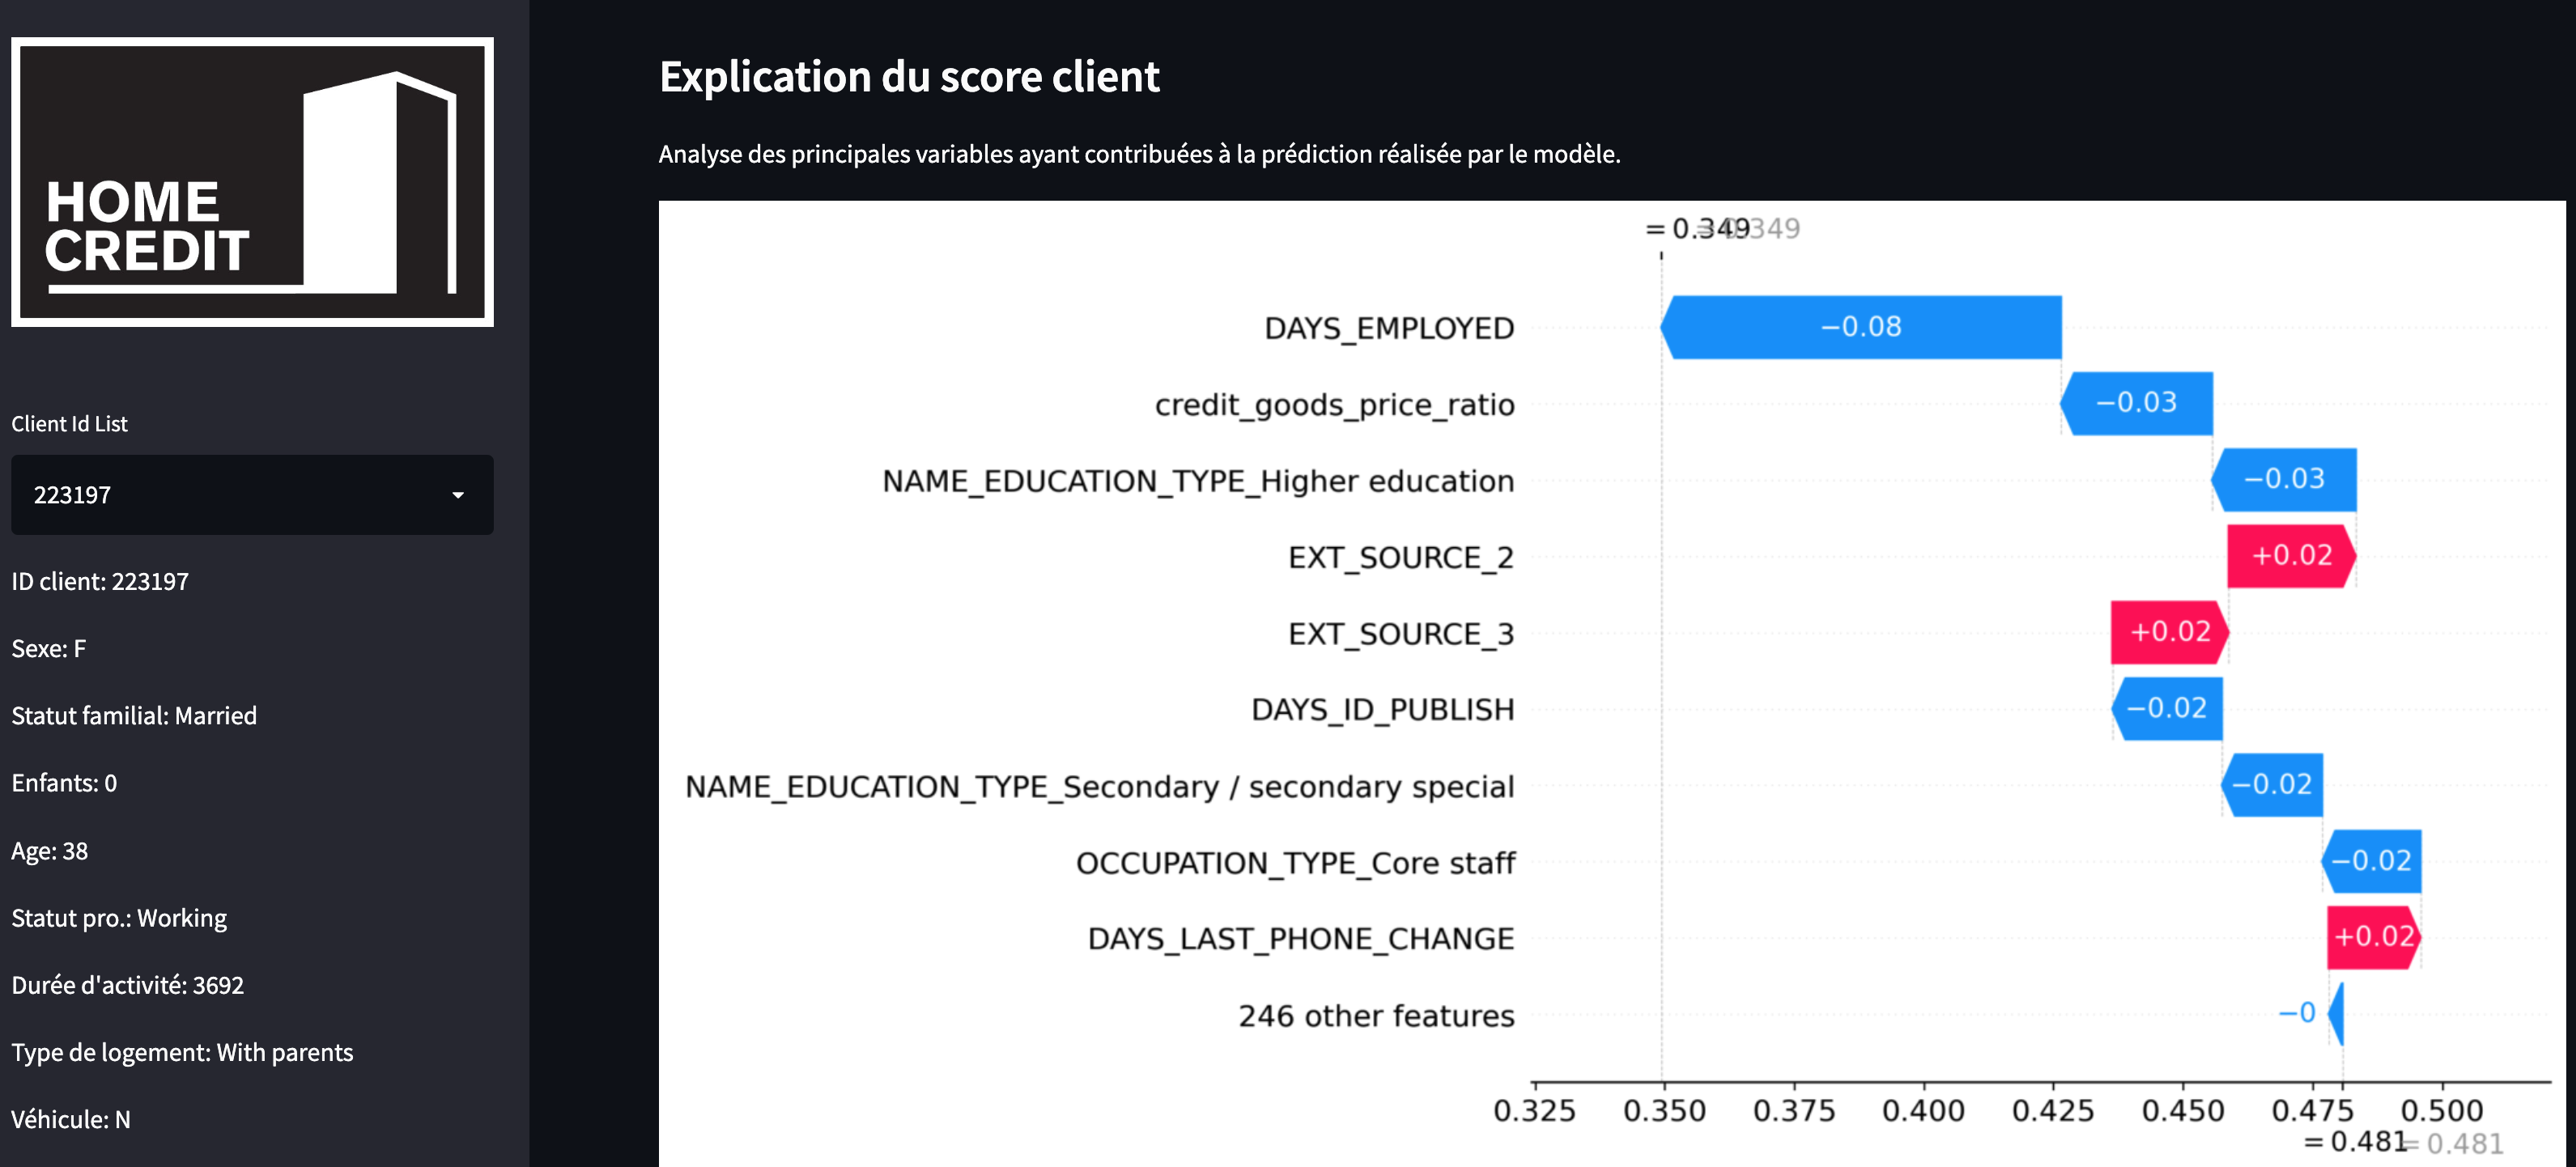 HOME
CREDIT
Client Id List
223197
ID client: 223197
Sexe: F
Statut familial: Married
Enfants: 0
Age: 38
Statut pro.: Working
Durée d'activité: 3692
Type de logement: With parents
Véhicule: N
Explication du score client
Analyse des principales variables ayant contribuées à la prédiction réalisée par le modèle.
= 0.349 = 0.349
DAYS_EMPLOYED −0.08
credit_goods_price_ratio −0.03
NAME_EDUCATION_TYPE_Higher education −0.03
EXT_SOURCE_2 +0.02
EXT_SOURCE_3 +0.02
DAYS_ID_PUBLISH −0.02
NAME_EDUCATION_TYPE_Secondary / secondary special −0.02
OCCUPATION_TYPE_Core staff −0.02
DAYS_LAST_PHONE_CHANGE +0.02
246 other features −0
0.325 0.350 0.375 0.400 0.425 0.450 0.475 0.500
= 0.481 = 0.481